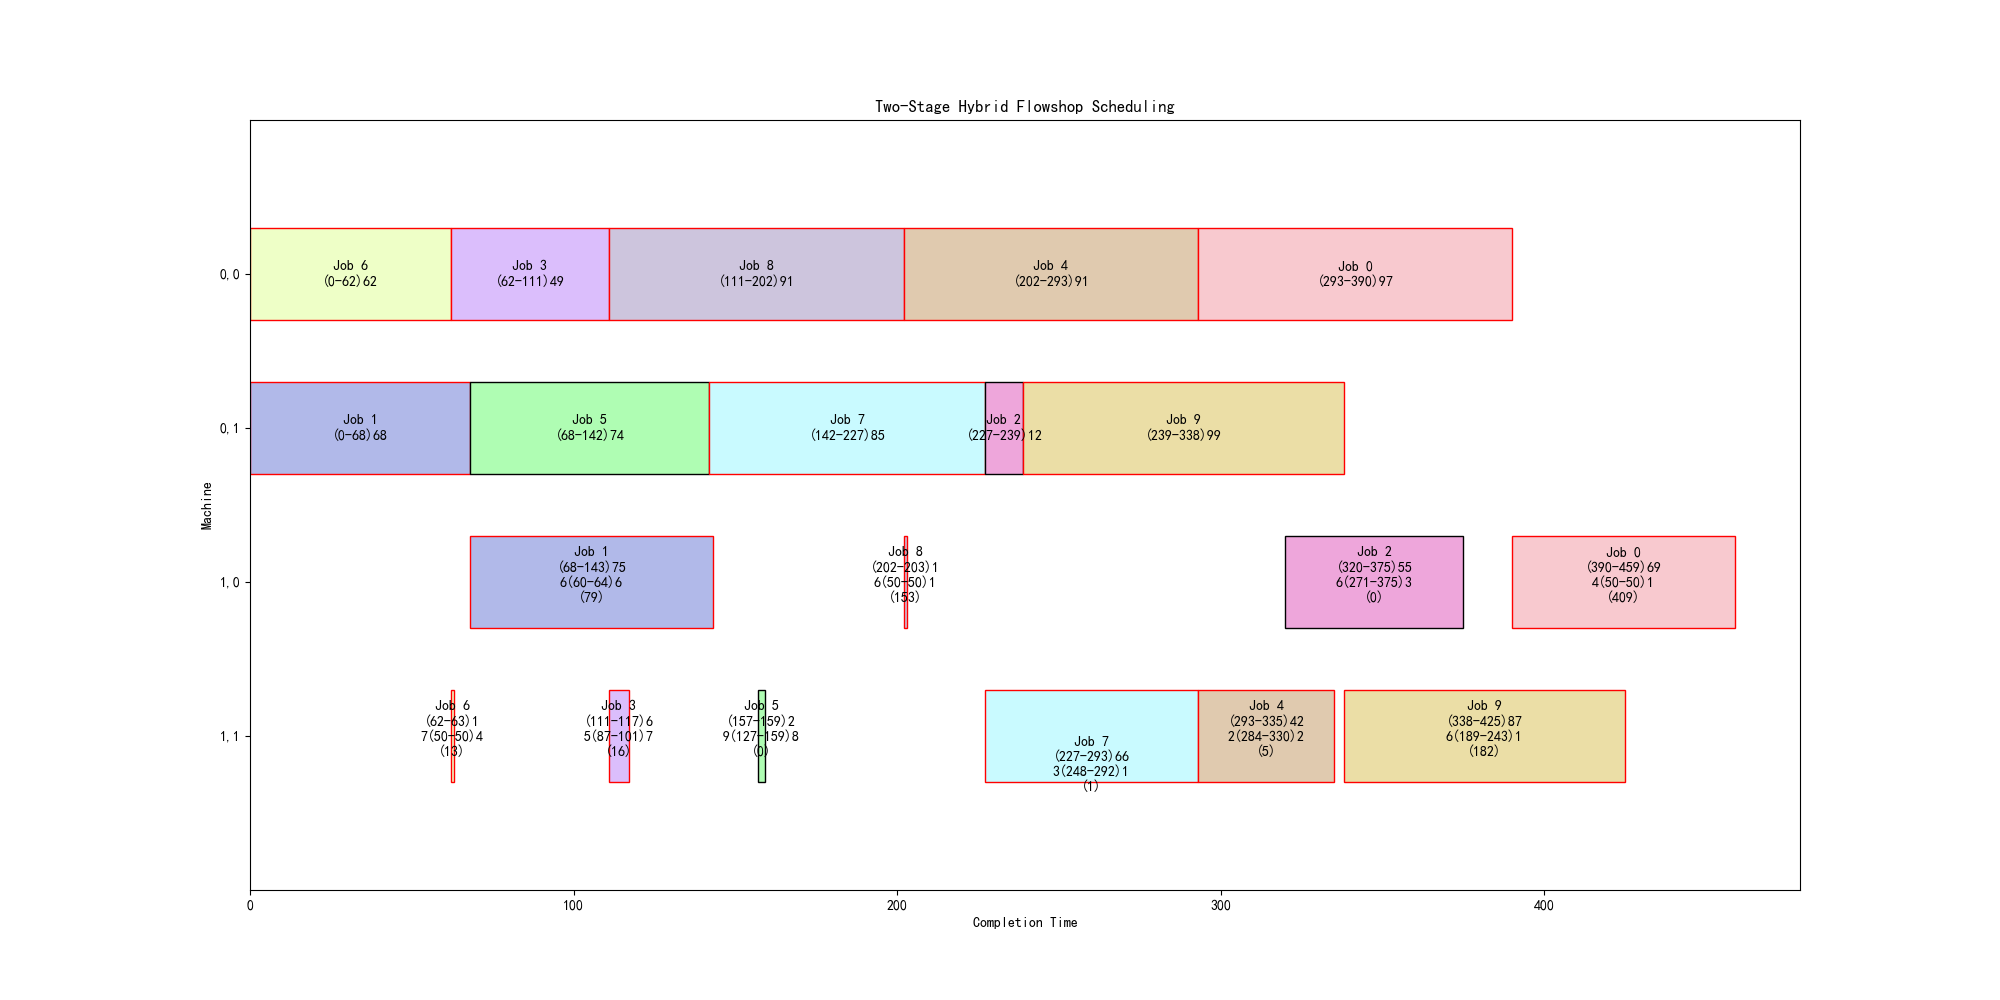 Two-Stage Hybrid Flowshop Scheduling
Machine
0,0
Job 6
(0-62)62
Job 3
(62-111)49
Job 8
(111-202)91
Job 4
(202-293)91
Job 0
(293-390)97
0,1
Job 1
(0-68)68
Job 5
(68-142)74
Job 7
(142-227)85
Job 2
(227-239)12
Job 9
(239-338)99
1,0
Job 1
(68-143)75
6(60-64)6
(79)
Job 8
(202-203)1
6(50-50)1
(153)
Job 2
(320-375)55
6(271-375)3
(0)
Job 0
(390-459)69
4(50-50)1
(409)
1,1
Job 6
(62-63)1
7(50-50)4
(13)
Job 3
(111-117)6
5(87-101)7
(16)
Job 5
(157-159)2
9(127-159)8
(0)
Job 7
(227-293)66
3(248-292)1
(1)
Job 4
(293-335)42
2(284-330)2
(5)
Job 9
(338-425)87
6(189-243)1
(182)
0
100
200
300
400
Completion Time